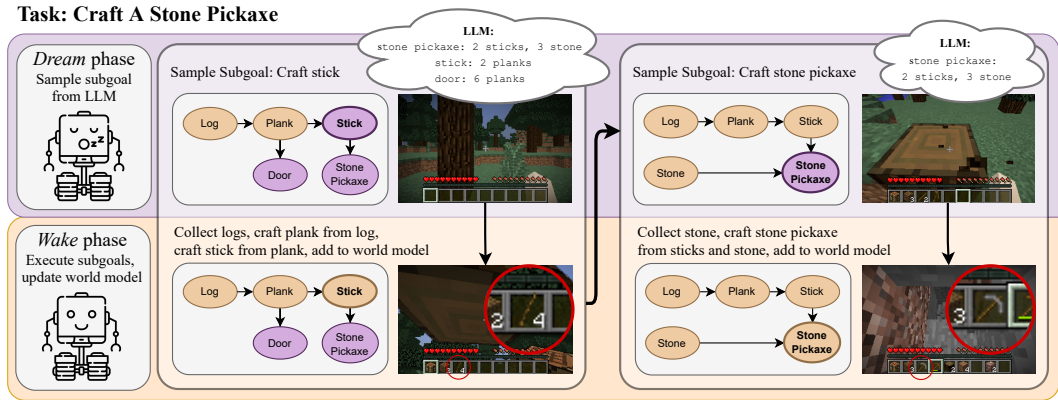 Task: Craft A Stone Pickaxe
Dream phase
Sample subgoal
from LLM
z z z
LLM:
stone pickaxe: 2 sticks, 3 stone
stick: 2 planks
door: 6 planks
Sample Subgoal: Craft stick
Log
Plank
Stick
Door
Stone
Pickaxe
LLM:
stone pickaxe:
2 sticks, 3 stone
Sample Subgoal: Craft stone pickaxe
Log
Plank
Stick
Stone
Stone
Pickaxe
Wake phase
Execute subgoals,
update world model
Collect logs, craft plank from log,
craft stick from plank, add to world model
Log
Plank
Stick
Door
Stone
Pickaxe
2 4
3 4
Collect stone, craft stone pickaxe
from sticks and stone, add to world model
Log
Plank
Stick
Stone
Stone
Pickaxe
3